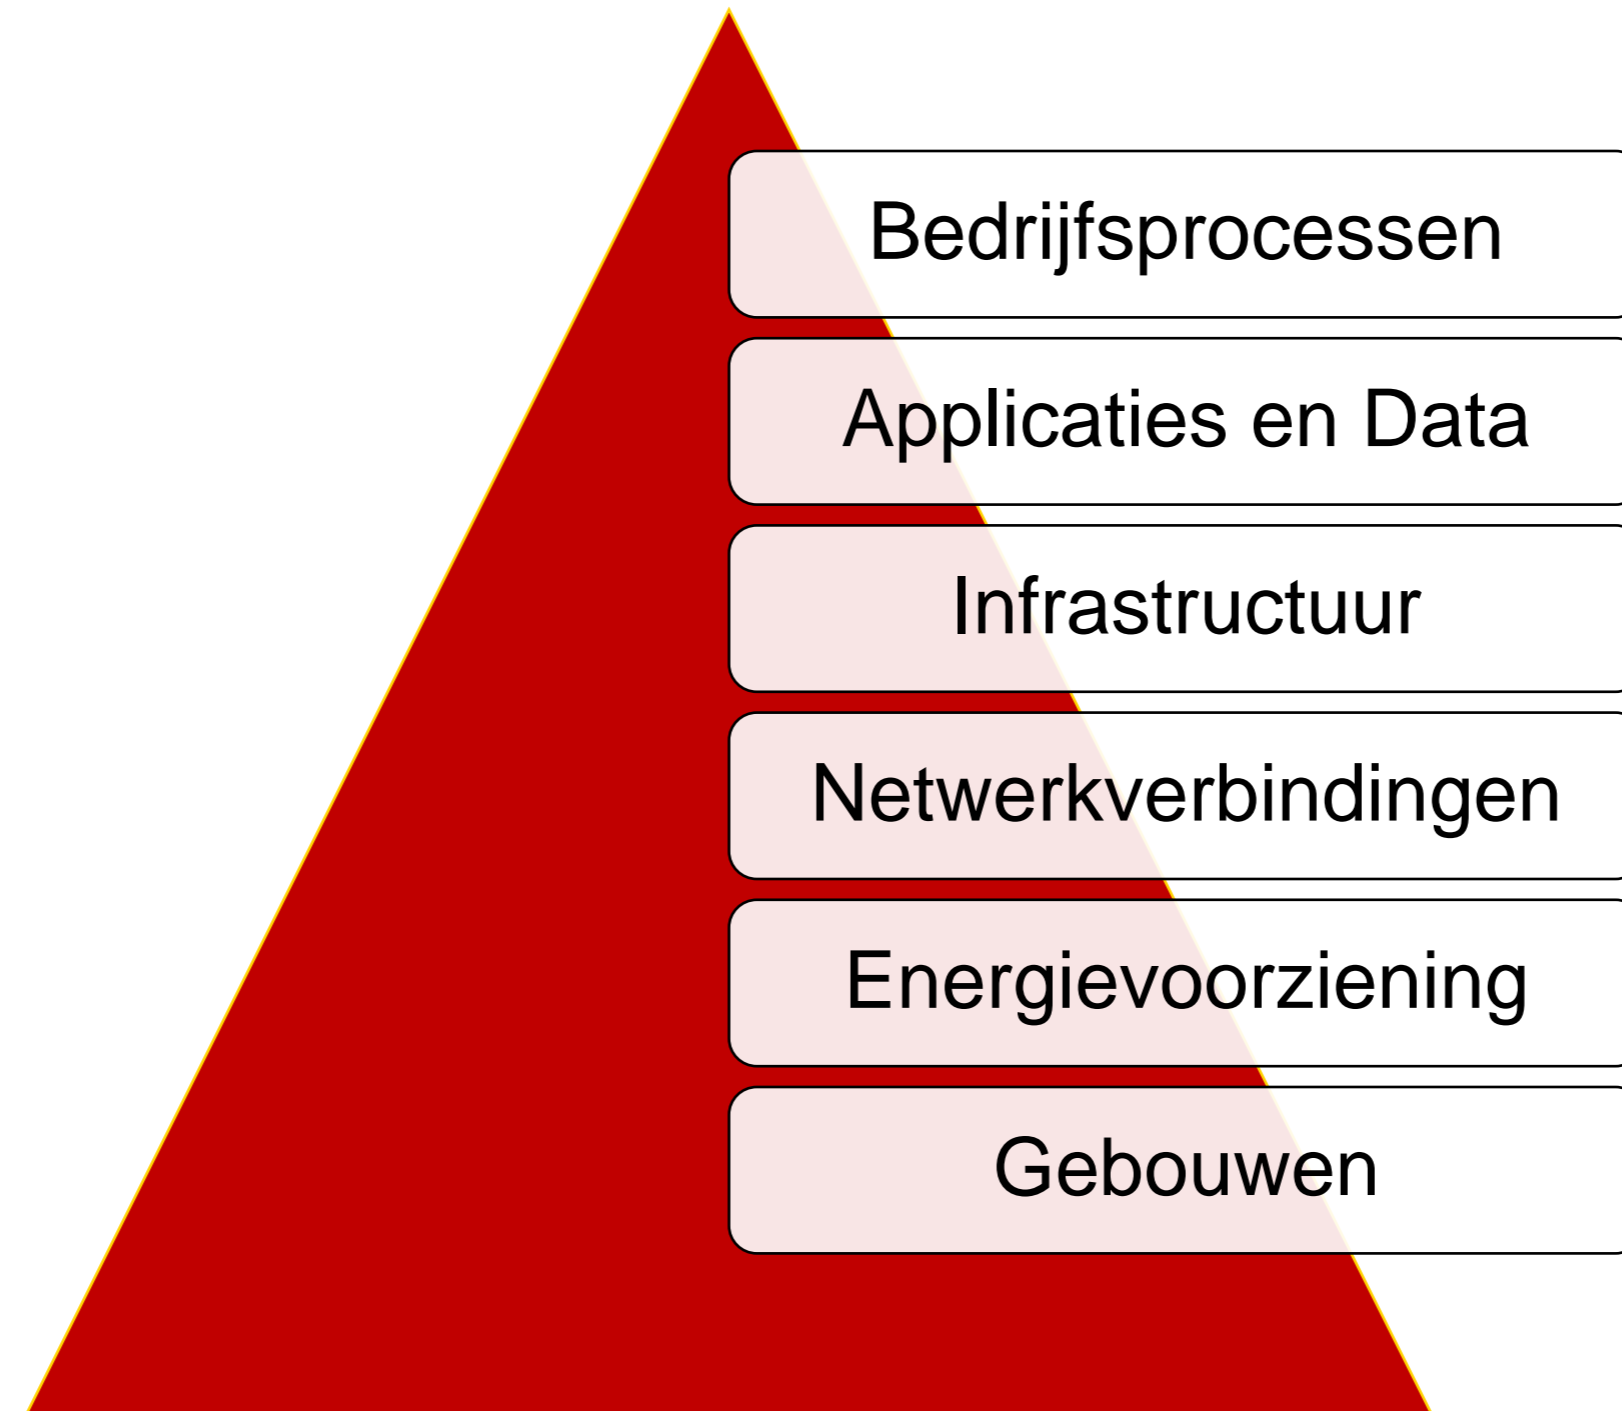 Bedrijfsprocessen
Applicaties en Data
Infrastructuur
Netwerkverbindingen
Energievoorziening
Gebouwen